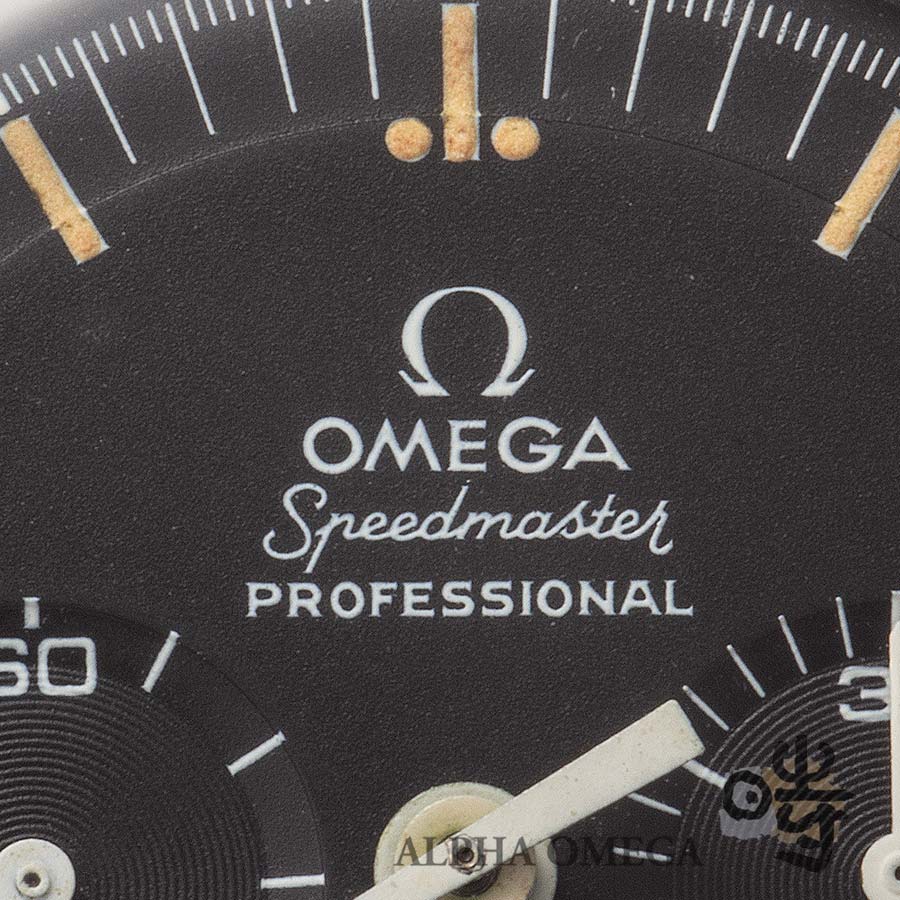 Ω
OMEGA
Speedmaster
PROFESSIONAL
60
3
ALPHA OMEGA